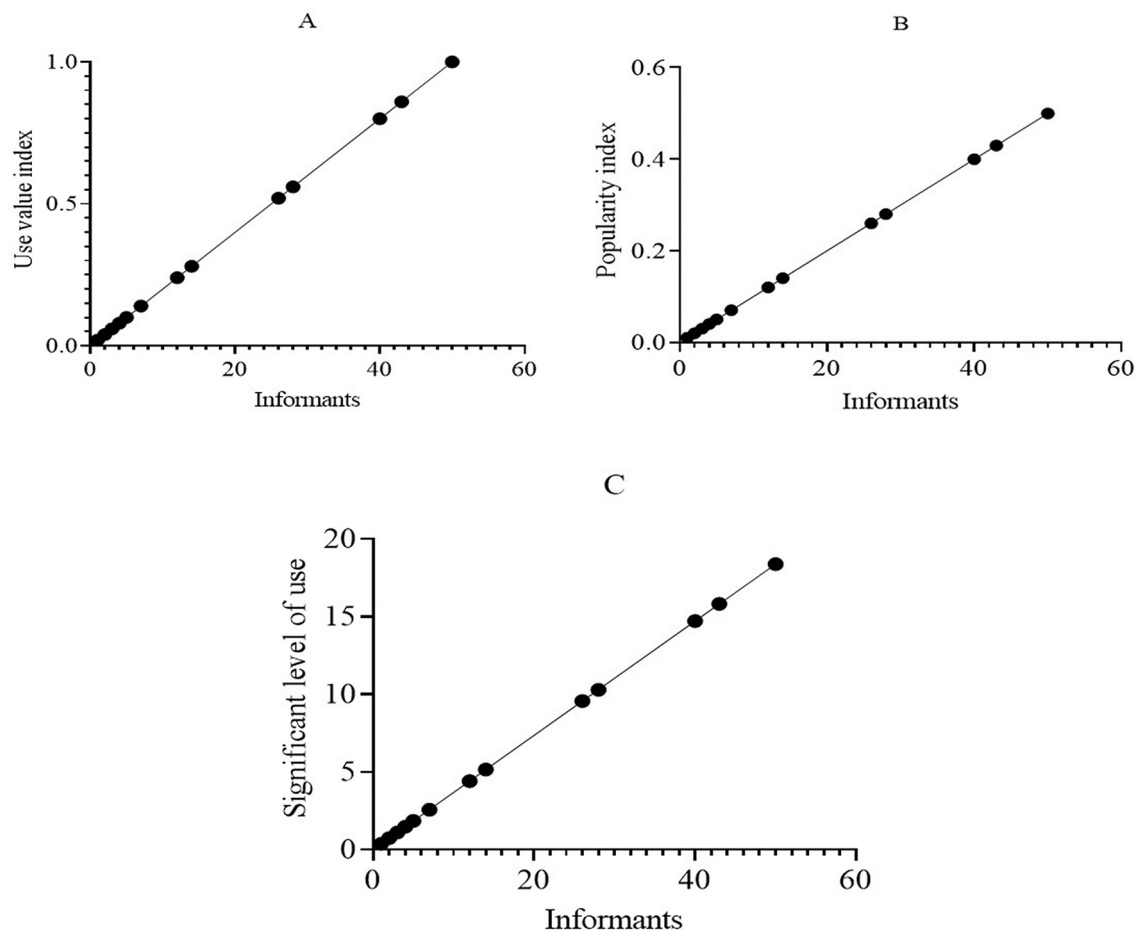 A
Use value index
1.0
0.5
0.0
0 20 40 60
Informants
B
Popularity index
0.6
0.4
0.2
0.0
0 20 40 60
Informants
C
Significant level of use
20
15
10
5
0
0 20 40 60
Informants